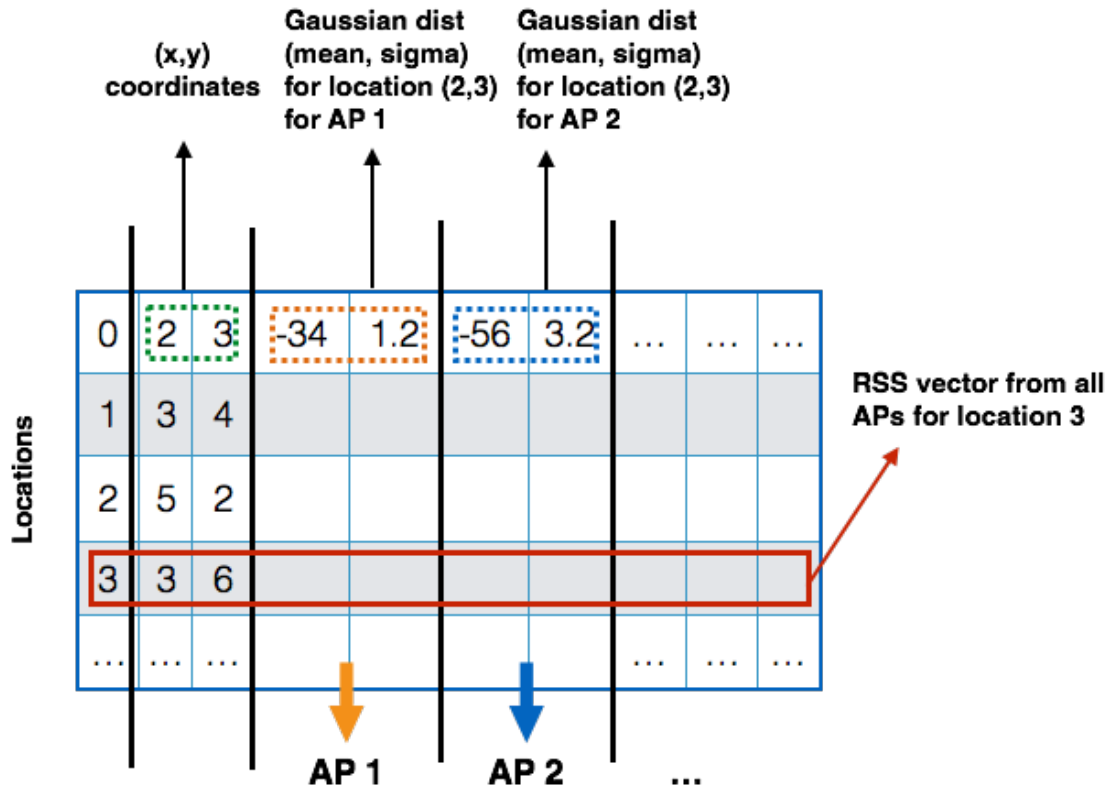 (x,y)
coordinates
Gaussian dist
(mean, sigma)
for location (2,3)
for AP 1
Gaussian dist
(mean, sigma)
for location (2,3)
for AP 2
Locations
0 2 3 -34 1.2 -56 3.2 ... ... ...
1 3 4
2 5 2
3 3 6
... ... ... ... ... ...
RSS vector from all
APs for location 3
AP 1 AP 2 ...